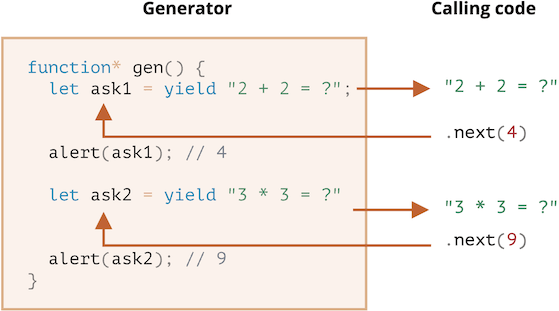 Generator
Calling code
function* gen() {
let ask1 = yield "2 + 2 = ?";
"2 + 2 = ?"
.next(4)
alert(ask1); // 4
let ask2 = yield "3 * 3 = ?"
"3 * 3 = ?"
.next(9)
alert(ask2); // 9
}